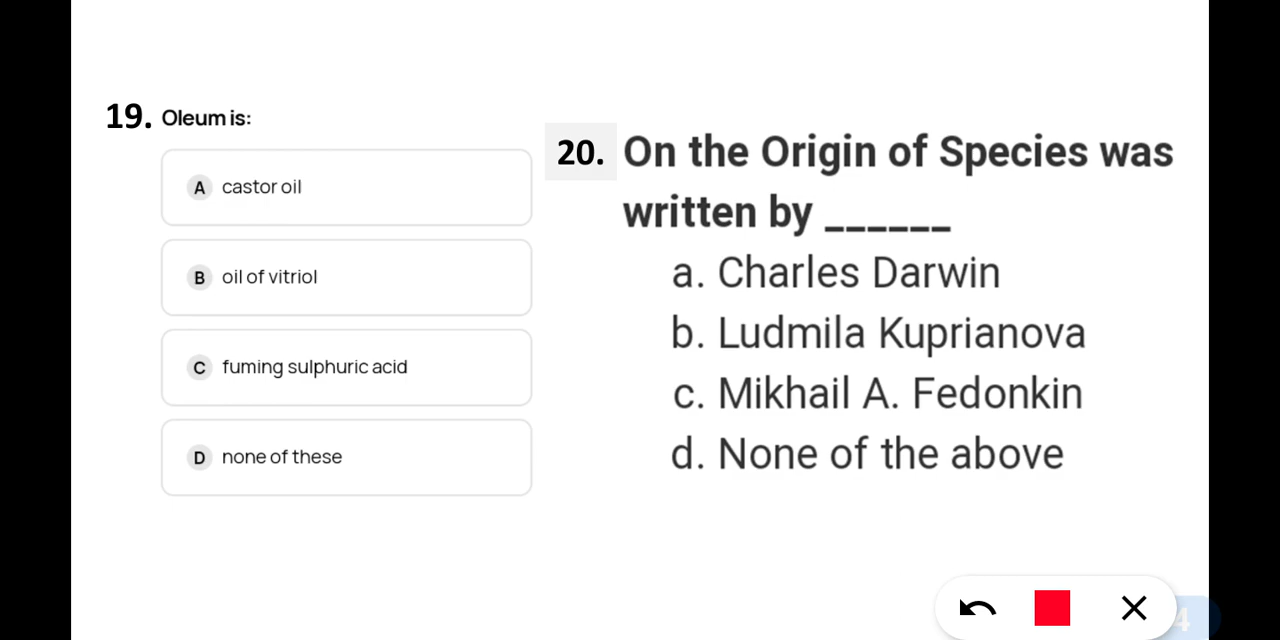 19. Oleum is:
A castor oil
B oil of vitriol
C fuming sulphuric acid
D none of these
20. On the Origin of Species was
written by ______
a. Charles Darwin
b. Ludmila Kuprianova
c. Mikhail A. Fedonkin
d. None of the above
4